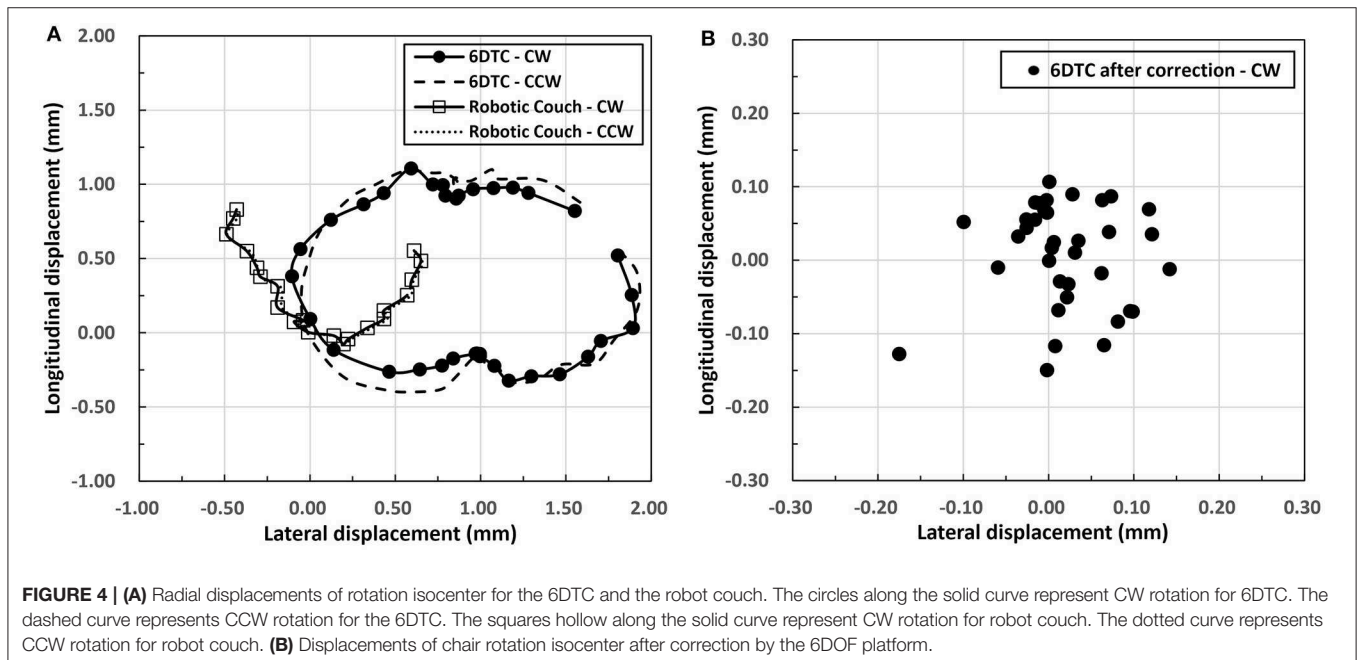 A
2.00
1.50
1.00
0.50
0.00
-0.50
-1.00
Longitiudinal displacement (mm)
6DTC - CW
6DTC - CCW
Robotic Couch - CW
Robotic Couch - CCW
-1.00 -0.50 0.00 0.50 1.00 1.50 2.00
Lateral displacement (mm)
B
0.30
0.20
0.10
0.00
-0.10
-0.20
-0.30
Longitiudinal displacement (mm)
6DTC after correction - CW
-0.30 -0.20 -0.10 0.00 0.10 0.20 0.30
Lateral displacement (mm)
FIGURE 4 | (A) Radial displacements of rotation isocenter for the 6DTC and the robot couch. The circles along the solid curve represent CW rotation for 6DTC. The
dashed curve represents CCW rotation for the 6DTC. The squares hollow along the solid curve represent CW rotation for robot couch. The dotted curve represents
CCW rotation for robot couch. (B) Displacements of chair rotation isocenter after correction by the 6DOF platform.